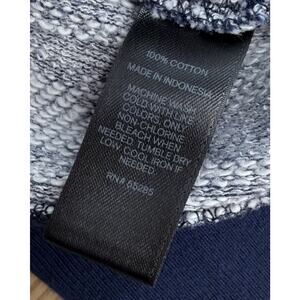 100% COTTON
MADE IN INDONESIA
MACHINE WASH
COLD WITH LIKE
COLORS, ONLY
NON-CHLORINE
BLEACH WHEN
NEEDED. TUMBLE DRY
LOW, COOL IRON IF
NEEDED
RN# 65285